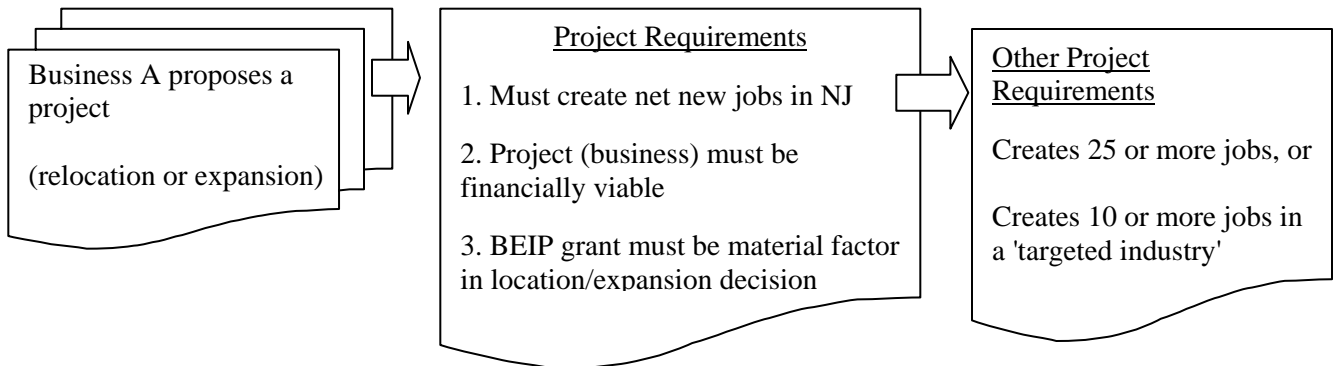 Business A proposes a
project
(relocation or expansion)
Project Requirements
1. Must create net new jobs in NJ
2. Project (business) must be
financially viable
3. BEIP grant must be material factor
in location/expansion decision
Other Project
Requirements
Creates 25 or more jobs, or
Creates 10 or more jobs in
a 'targeted industry'